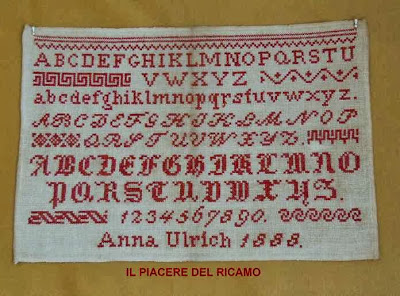 ABCDEFGHIKLMNOPQRSTU
VWXYZ
abcdefghiklmnopqrstuvwxyz.
ABCDEFGHIKLMNOP
QRSTUVWXYZ.
ABCDEFGHIKLMNO
PQRSTUVWXYZ.
1234567890.
Anna Ulrich 1888.
IL PIACERE DEL RICAMO